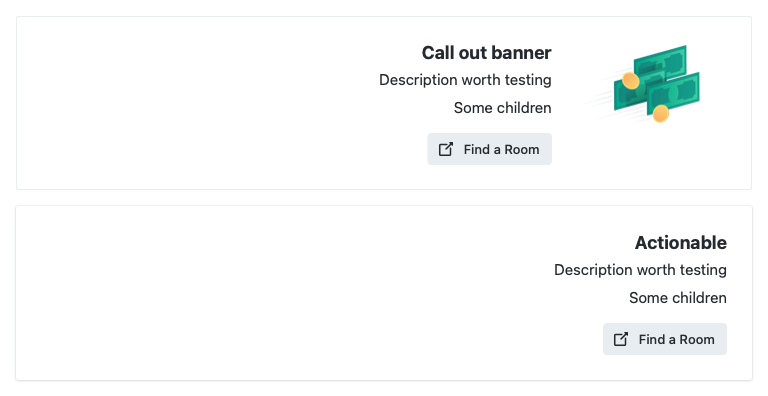 Call out banner
Description worth testing
Some children
Find a Room
Actionable
Description worth testing
Some children
Find a Room